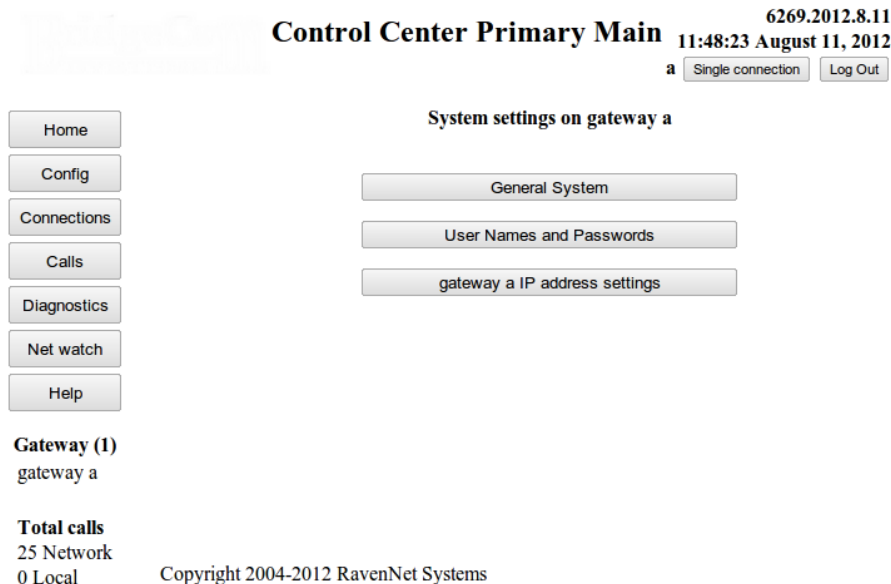 Control Center Primary Main
6269.2012.8.11
11:48:23 August 11, 2012
a Single connection Log Out
System settings on gateway a
Home
Config
Connections
Calls
Diagnostics
Net watch
Help
General System
User Names and Passwords
gateway a IP address settings
Gateway (1)
gateway a
Total calls
25 Network
0 Local
Copyright 2004-2012 RavenNet Systems